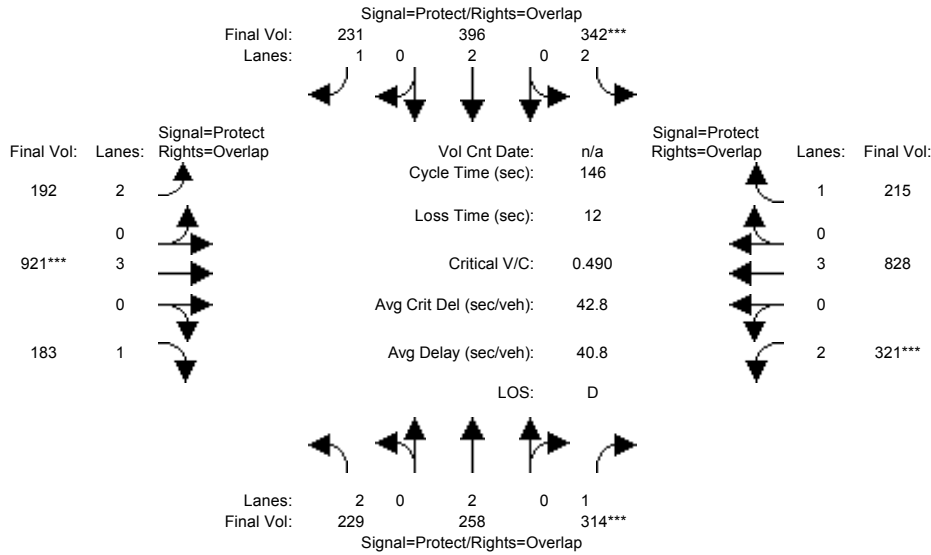 Signal=Protect/Rights=Overlap
Final Vol: 231 396 342***
Lanes: 1 0 2 0 2
Signal=Protect
Final Vol: Lanes: Rights=Overlap
Vol Cnt Date: n/a
Signal=Protect
Rights=Overlap Lanes: Final Vol:
Cycle Time (sec): 146
192 2
1 215
Loss Time (sec): 12
0
0
921*** 3
Critical V/C: 0.490
3 828
0
Avg Crit Del (sec/veh): 42.8
0
183 1
Avg Delay (sec/veh): 40.8
2 321***
LOS: D
Lanes: 2 0 2 0 1
Final Vol: 229 258 314***
Signal=Protect/Rights=Overlap